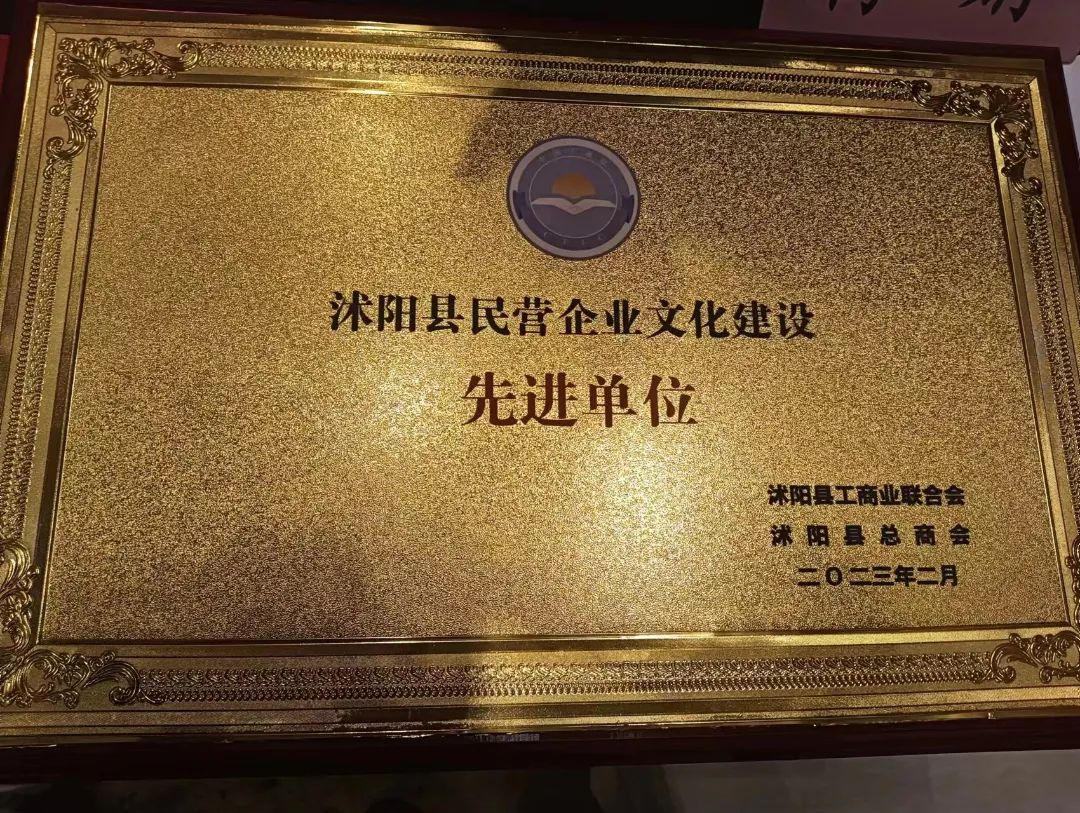 沭阳县民营企业文化建设
先进单位
沭阳县工商业联合会
沭阳县总商会
二〇二三年二月